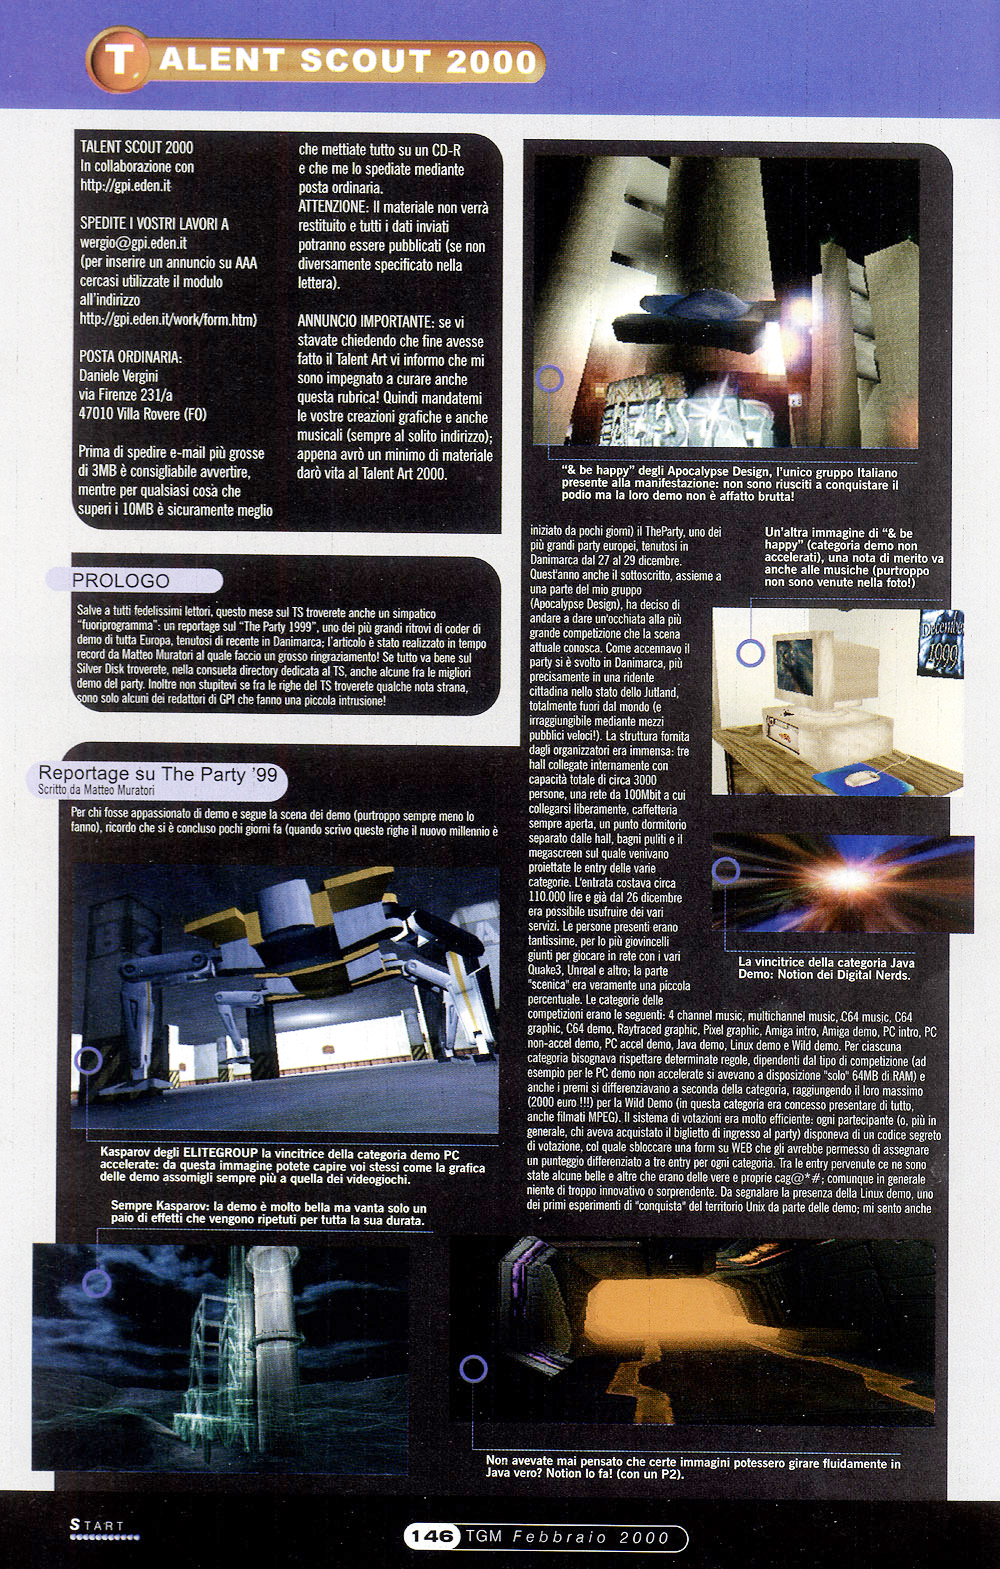 TALENT SCOUT 2000
TALENT SCOUT 2000
In collaborazione con
http://gpi.eden.it
SPEDITE I VOSTRI LAVORI A
wergio@gpi.eden.it
(per inserire un annuncio su AAA
cercasi utilizzate il modulo
all'indirizzo
http://gpi.eden.it/work/form.htm)
POSTA ORDINARIA:
Daniele Vergini
via Firenze 231/a
47010 Villa Rovere (FO)
Prima di spedire e-mail più grosse
di 3MB è consigliabile avvertire,
mentre per qualsiasi cosa che
superi i 10MB è sicuramente meglio
che mettiate tutto su un CD-R
e che me lo spediate mediante
posta ordinaria.
ATTENZIONE: Il materiale non verrà
restituito e tutti i dati inviati
potranno essere pubblicati (se non
diversamente specificato nella
lettera).
ANNUNCIO IMPORTANTE: se vi
stavate chiedendo che fine avesse
fatto il Talent Art vi informo che mi
sono impegnato a curare anche
questa rubrica! Quindi mandatemi
le vostre creazioni grafiche e anche
musicali (sempre al solito indirizzo);
appena avrò un minimo di materiale
darò vita al Talent Art 2000.
PROLOGO
Salve a tutti fedelissimi lettori, questo mese sul TS troverete anche un simpatico
"fuoriprogramma": un reportage sul "The Party 1999", uno dei più grandi ritrovi di coder di
demo di tutta Europa, tenutosi di recente in Danimarca; l'articolo è stato realizzato in tempo
record da Matteo Muratori al quale faccio un grosso ringraziamento! Se tutto va bene sul
Silver Disk troverete, nella consueta directory dedicata al TS, anche alcune fra le migliori
demo del party. Inoltre non stupitevi se fra le righe del TS troverete qualche nota strana,
sono solo alcuni dei redattori di GPI che fanno una piccola intrusione!
Reportage su The Party '99
Scritto da Matteo Muratori
Per chi fosse appassionato di demo e segue la scena dei demo (purtroppo sempre meno lo
fanno), ricordo che si è concluso pochi giorni fa (quando scrivo queste righe il nuovo millennio è
Kasparov degli ELITEGROUP la vincitrice della categoria demo PC
accelerate: da questa immagine potete capire voi stessi come la grafica
delle demo assomigli sempre più a quella dei videogiochi.
Sempre Kasparov: la demo è molto bella ma vanta solo un
paio di effetti che vengono ripetuti per tutta la sua durata.
"& be happy" degli Apocalypse Design, l'unico gruppo Italiano
presente alla manifestazione: non sono riusciti a conquistare il
podio ma la loro demo non è affatto brutta!
iniziato da pochi giorni) il TheParty, uno dei
più grandi party europei, tenutosi in
Danimarca dal 27 al 29 dicembre.
Quest'anno anche il sottoscritto, assieme a
una parte del mio gruppo
(Apocalypse Design), ha deciso di
andare a dare un'occhiata alla più
grande competizione che la scena
attuale conosca. Come accennavo il
party si è svolto in Danimarca, più
precisamente in una ridente
cittadina nello stato dello Jutland,
totalmente fuori dal mondo (e
irraggiungibile mediante mezzi
pubblici veloci!). La struttura fornita
dagli organizzatori era immensa: tre
hall collegate internamente con
capacità totale di circa 3000
persone, una rete da 100Mbit a cui
collegarsi liberamente, caffetteria
sempre aperta, un punto dormitorio
separato dalle hall, bagni puliti e il
megascreen sul quale venivano
proiettate le entry delle varie
categorie. L'entrata costava circa
110.000 lire e già dal 26 dicembre
era possibile usufruire dei vari
servizi. Le persone presenti erano
tantissime, per lo più giovincelli
giunti per giocare in rete con i vari
Quake3, Unreal e altro; la parte
"scenica" era veramente una piccola
percentuale. Le categorie delle
competizioni erano le seguenti: 4 channel music, multichannel music, C64 music, C64
graphic, C64 demo, Raytraced graphic, Pixel graphic, Amiga intro, Amiga demo, PC intro, PC
non-accel demo, PC accel demo, Java demo, Linux demo e Wild demo. Per ciascuna
categoria bisognava rispettare determinate regole, dipendenti dal tipo di competizione (ad
esempio per le PC demo non accelerate si avevano a disposizione "solo" 64MB di RAM) e
anche i premi si differenziavano a seconda della categoria, raggiungendo il loro massimo
(2000 euro !!!) per la Wild Demo (in questa categoria era concesso presentare di tutto,
anche filmati MPEG). Il sistema di votazioni era molto efficiente: ogni partecipante (o, più in
generale, chi aveva acquistato il biglietto di ingresso al party) disponeva di un codice segreto
di votazione, col quale sbloccare una form su WEB che gli avrebbe permesso di assegnare
un punteggio differenziato a tre entry per ogni categoria. Tra le entry pervenute ce ne sono
state alcune belle e altre che erano delle vere e proprie cag@*#; comunque in generale
niente di troppo innovativo o sorprendente. Da segnalare la presenza della Linux demo, uno
dei primi esperimenti di "conquista" del territorio Unix da parte delle demo; mi sento anche
Un'altra immagine di "& be
happy" (categoria demo non
accelerati), una nota di merito va
anche alle musiche (purtroppo
non sono venute nella foto!)
December
1999
La vincitrice della categoria Java
Demo: Notion dei Digital Nerds.
Non avevate mai pensato che certe immagini potessero girare fluidamente in
Java vero? Notion lo fa! (con un P2).
START
146 TGM Febbraio 2000